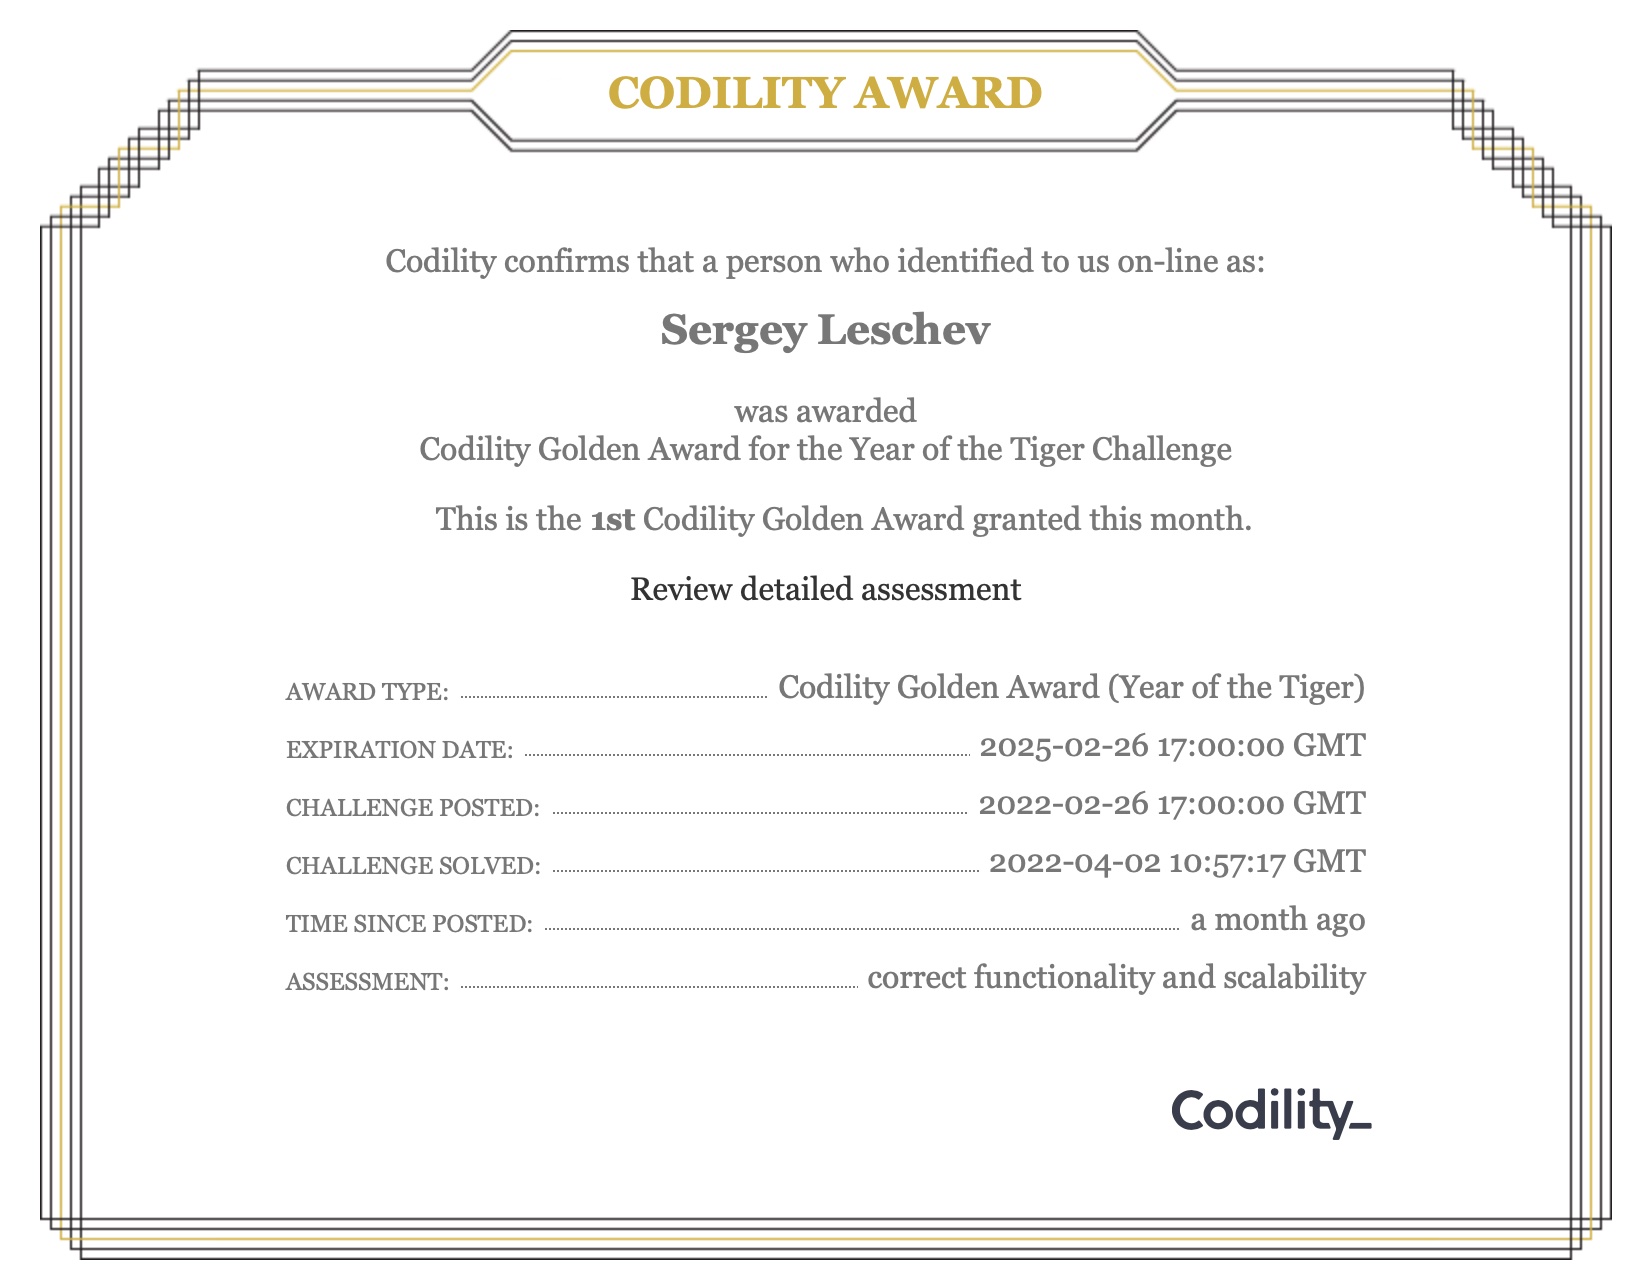 CODILITY AWARD
Codility confirms that a person who identified to us on-line as:
Sergey Leschev
was awarded
Codility Golden Award for the Year of the Tiger Challenge
This is the 1st Codility Golden Award granted this month.
Review detailed assessment
AWARD TYPE: Codility Golden Award (Year of the Tiger)
EXPIRATION DATE: 2025-02-26 17:00:00 GMT
CHALLENGE POSTED: 2022-02-26 17:00:00 GMT
CHALLENGE SOLVED: 2022-04-02 10:57:17 GMT
TIME SINCE POSTED: a month ago
ASSESSMENT: correct functionality and scalability
Codility_